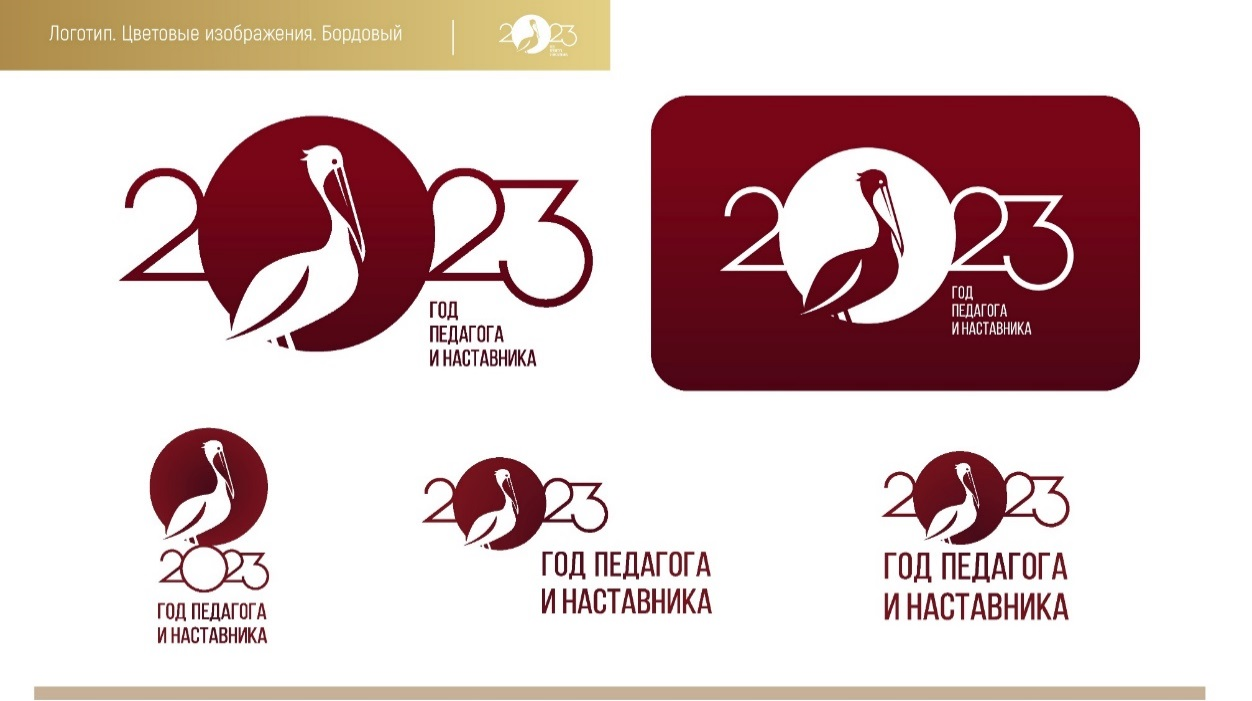 Логотип. Цветовые изображения. Бордовый
2023
2023
ГОД
ПЕДАГОГА
И НАСТАВНИКА
2023
ГОД
ПЕДАГОГА
И НАСТАВНИКА
2023
ГОД ПЕДАГОГА
И НАСТАВНИКА
2023
ГОД ПЕДАГОГА
И НАСТАВНИКА
2023
ГОД ПЕДАГОГА
И НАСТАВНИКА